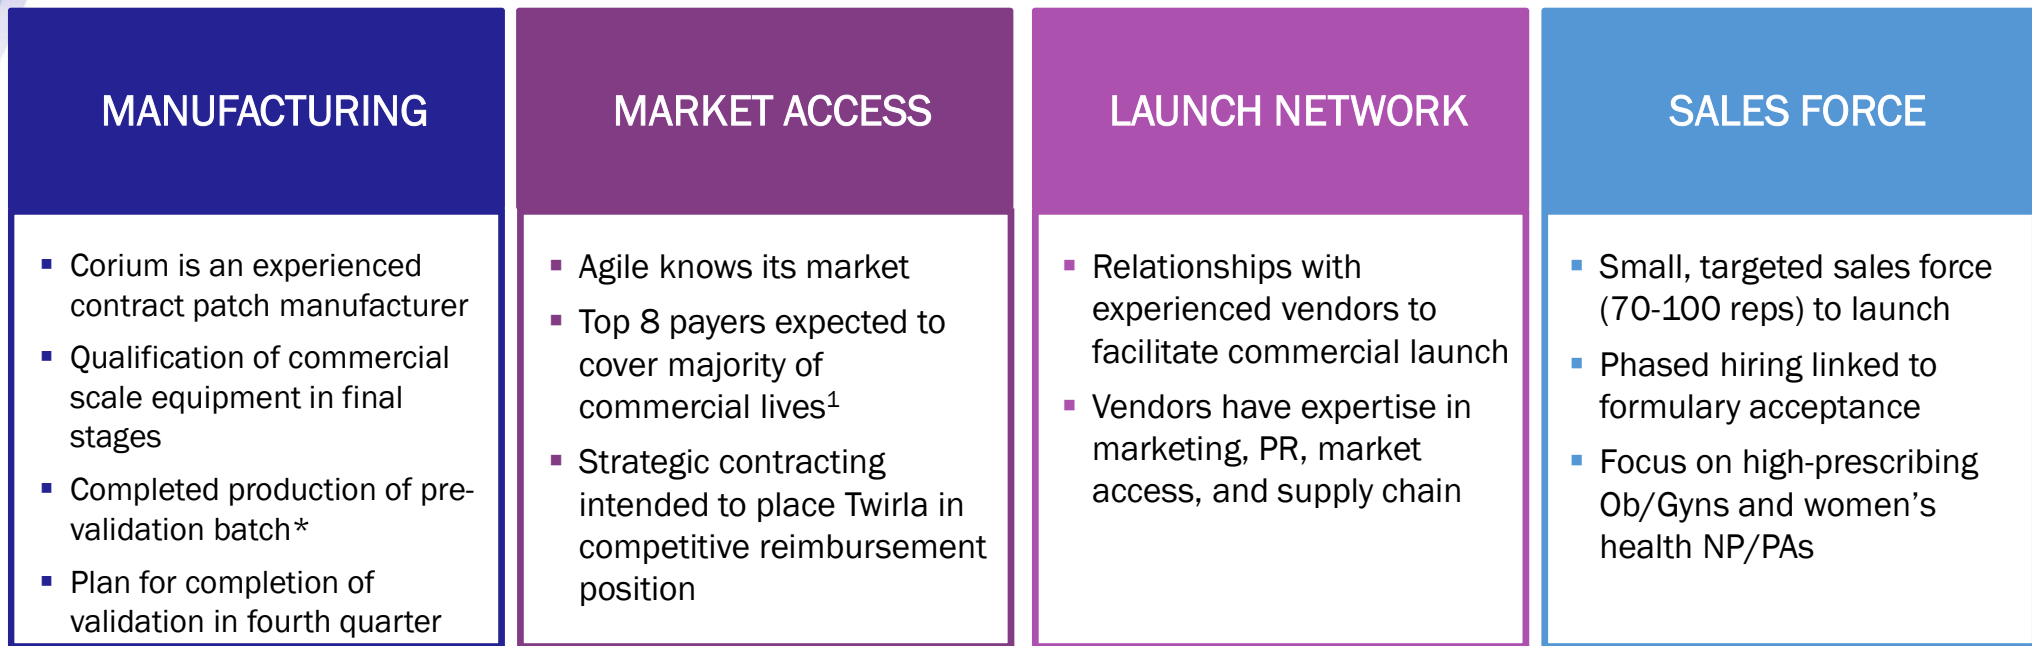 MANUFACTURING
▪ Corium is an experienced
contract patch manufacturer
▪ Qualification of commercial
scale equipment in final
stages
▪ Completed production of pre-
validation batch*
▪ Plan for completion of
validation in fourth quarter
MARKET ACCESS
▪ Agile knows its market
▪ Top 8 payers expected to
cover majority of
commercial lives¹
▪ Strategic contracting
intended to place Twirla in
competitive reimbursement
position
LAUNCH NETWORK
▪ Relationships with
experienced vendors to
facilitate commercial launch
▪ Vendors have expertise in
marketing, PR, market
access, and supply chain
SALES FORCE
▪ Small, targeted sales force
(70-100 reps) to launch
▪ Phased hiring linked to
formulary acceptance
▪ Focus on high-prescribing
Ob/Gyns and women’s
health NP/PAs